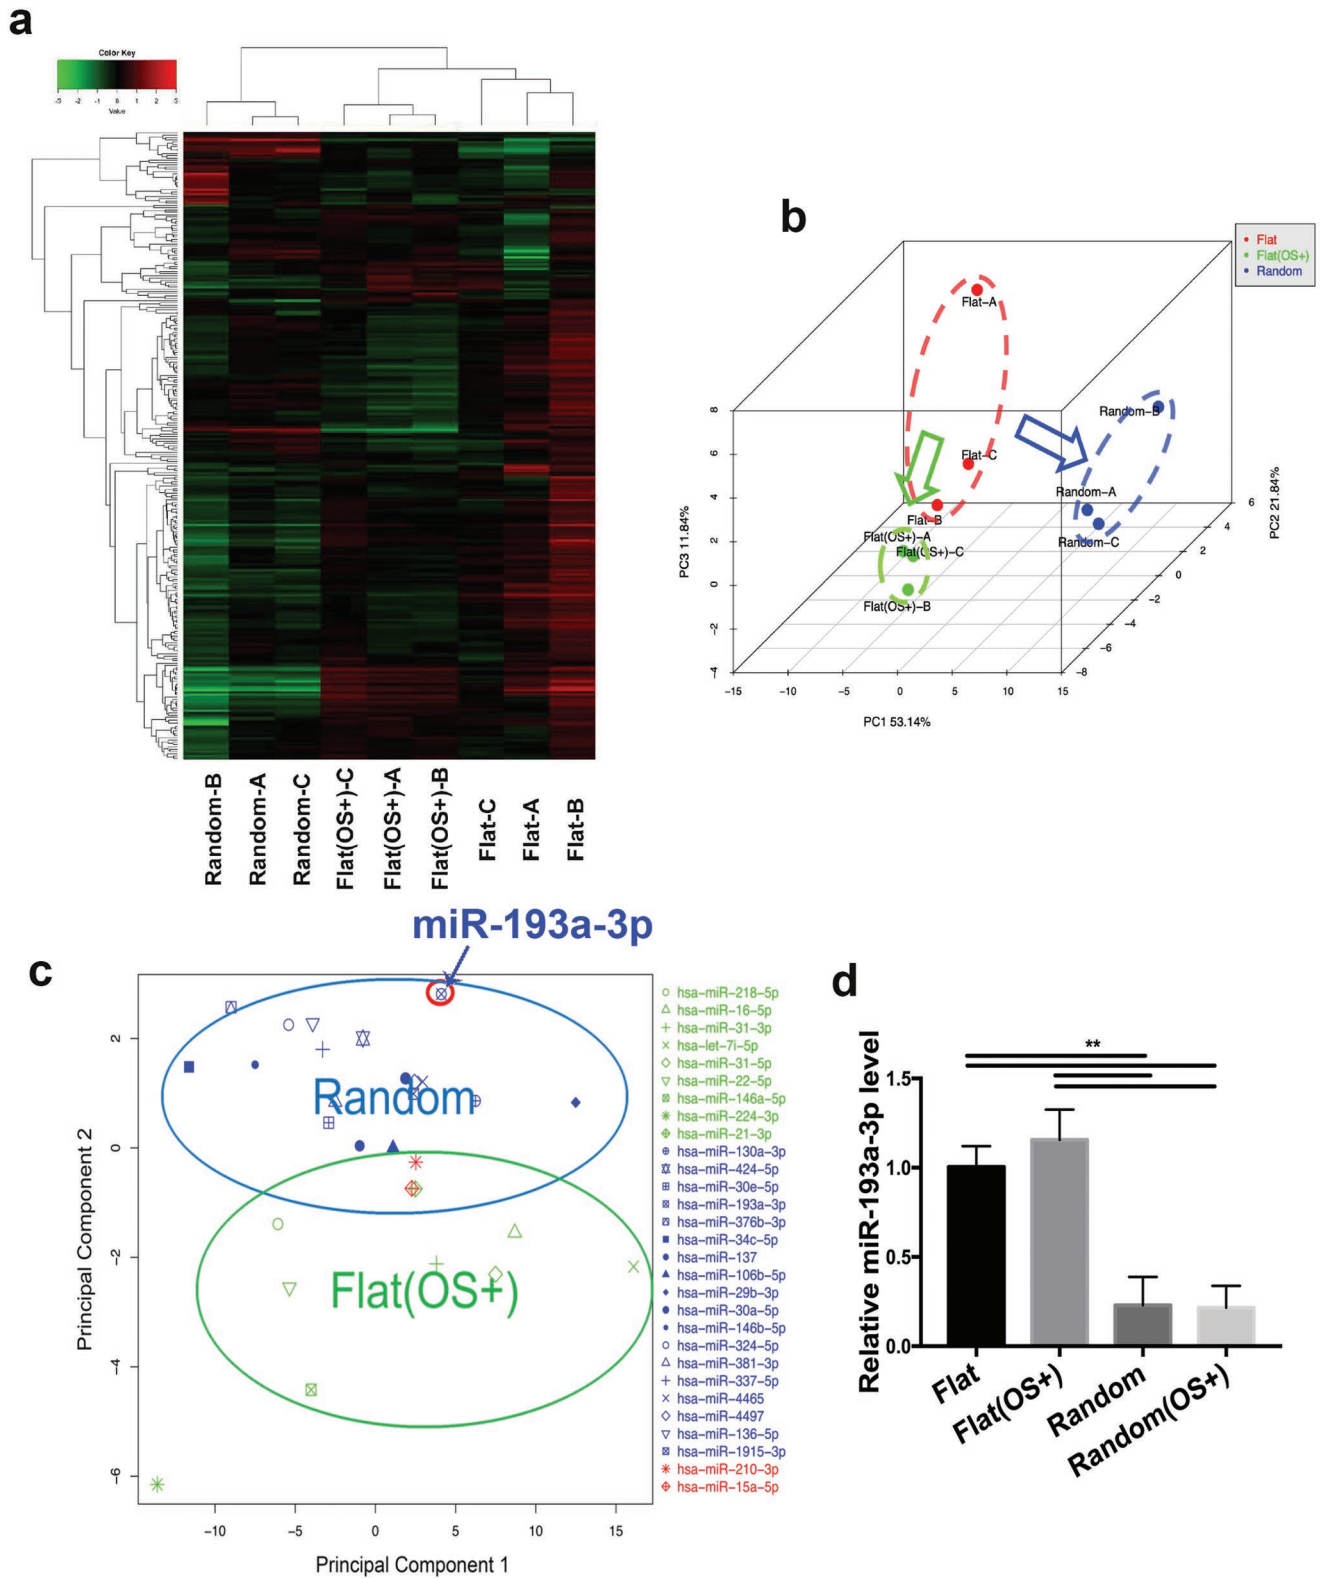 a
Color Key
-3 -2 -1 0 1 2 3
Value
Random-B
Random-A
Random-C
Flat(OS+)-C
Flat(OS+)-A
Flat(OS+)-B
Flat-C
Flat-A
Flat-B
b
Flat
Flat(OS+)
Random
Flat-A
Random-B
Flat-C
Random-A
Flat-B
Random-C
Flat(OS+)-A
Flat(OS+)-C
Flat(OS+)-B
8
6
4
2
0
-2
-4
PC3 11.84%
-15 -10 -5 0 5 10 15
PC1 53.14%
6
4
2
0
-2
-4
-6
-8
PC2 21.84%
miR-193a-3p
c
Random
Flat(OS+)
2
0
-2
-4
-6
Principal Component 2
-10 -5 0 5 10 15
Principal Component 1
hsa-miR-218-5p
hsa-miR-16-5p
hsa-miR-31-3p
hsa-let-7i-5p
hsa-miR-31-5p
hsa-miR-22-5p
hsa-miR-146a-5p
hsa-miR-224-3p
hsa-miR-21-3p
hsa-miR-130a-3p
hsa-miR-424-5p
hsa-miR-30e-5p
hsa-miR-193a-3p
hsa-miR-376b-3p
hsa-miR-34c-5p
hsa-miR-137
hsa-miR-106b-5p
hsa-miR-29b-3p
hsa-miR-30a-5p
hsa-miR-146b-5p
hsa-miR-324-5p
hsa-miR-381-3p
hsa-miR-337-5p
hsa-miR-4465
hsa-miR-4497
hsa-miR-136-5p
hsa-miR-1915-3p
hsa-miR-210-3p
hsa-miR-15a-5p
d
**
1.5
1.0
0.5
0.0
Relative miR-193a-3p level
Flat
Flat(OS+)
Random
Random(OS+)